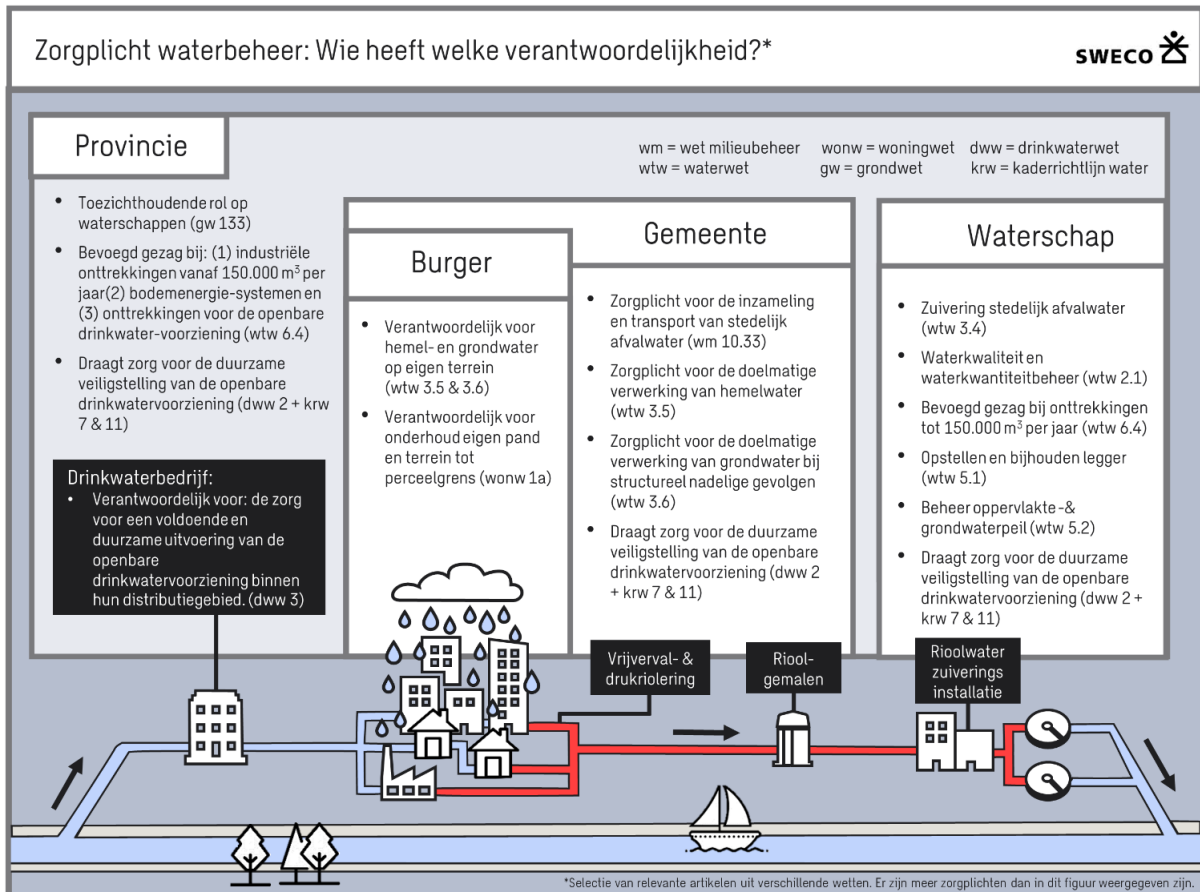 Zorgplicht waterbeheer: Wie heeft welke verantwoordelijkheid?*
SWECO
Provincie
wm = wet milieubeheer wonw = woningwet dww = drinkwaterwet
wtw = waterwet gw = grondwet krw = kaderrichtlijn water
• Toezichthoudende rol op
waterschappen (gw 133)
• Bevoegd gezag bij: (1) industriële
onttrekkingen vanaf 150.000 m³ per
jaar(2) bodemenergie-systemen en
(3) onttrekkingen voor de openbare
drinkwater-voorziening (wtw 6.4)
• Draagt zorg voor de duurzame
veiligstelling van de openbare
drinkwatervoorziening (dww 2 + krw
7 & 11)
Drinkwaterbedrijf:
• Verantwoordelijk voor: de zorg
voor een voldoende en
duurzame uitvoering van de
openbare
drinkwatervoorziening binnen
hun distributiegebied. (dww 3)
Burger
• Verantwoordelijk voor
hemel- en grondwater
op eigen terrein
(wtw 3.5 & 3.6)
• Verantwoordelijk voor
onderhoud eigen pand
en terrein tot
perceelgrens (wonw 1a)
Gemeente
• Zorgplicht voor de inzameling
en transport van stedelijk
afvalwater (wm 10.33)
• Zorgplicht voor de doelmatige
verwerking van hemelwater
(wtw 3.5)
• Zorgplicht voor de doelmatige
verwerking van grondwater bij
structureel nadelige gevolgen
(wtw 3.6)
• Draagt zorg voor de duurzame
veiligstelling van de openbare
drinkwatervoorziening (dww 2
+ krw 7 & 11)
Waterschap
• Zuivering stedelijk afvalwater
(wtw 3.4)
• Waterkwaliteit en
waterkwantiteitbeheer (wtw 2.1)
• Bevoegd gezag bij onttrekkingen
tot 150.000 m³ per jaar (wtw 6.4)
• Opstellen en bijhouden legger
(wtw 5.1)
• Beheer oppervlakte -&
grondwaterpeil (wtw 5.2)
• Draagt zorg voor de duurzame
veiligstelling van de openbare
drinkwatervoorziening (dww 2 +
krw 7 & 11)
Vrijverval- &
drukriolering
Riool-
gemalen
Rioolwater
zuiverings
installatie
*Selectie van relevante artikelen uit verschillende wetten. Er zijn meer zorgplichten dan in dit figuur weergegeven zijn.